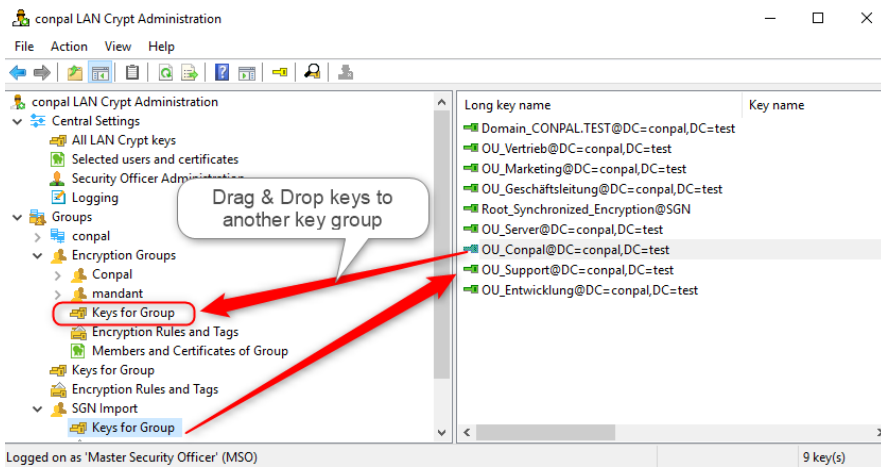 conpal LAN Crypt Administration
File Action View Help
conpal LAN Crypt Administration
Central Settings
All LAN Crypt keys
Selected users and certificates
Security Officer Administration
Logging
Groups
conpal
Encryption Groups
Conpal
mandant
Keys for Group
Encryption Rules and Tags
Members and Certificates of Group
Keys for Group
Encryption Rules and Tags
SGN Import
Keys for Group
Drag & Drop keys to
another key group
Long key name Key name
Domain_CONPAL.TEST@DC=conpal,DC=test
OU_Vertrieb@DC=conpal,DC=test
OU_Marketing@DC=conpal,DC=test
OU_Geschäftsleitung@DC=conpal,DC=test
Root_Synchronized_Encryption@SGN
OU_Server@DC=conpal,DC=test
OU_Conpal@DC=conpal,DC=test
OU_Support@DC=conpal,DC=test
OU_Entwicklung@DC=conpal,DC=test
Logged on as 'Master Security Officer' (MSO) 9 key(s)